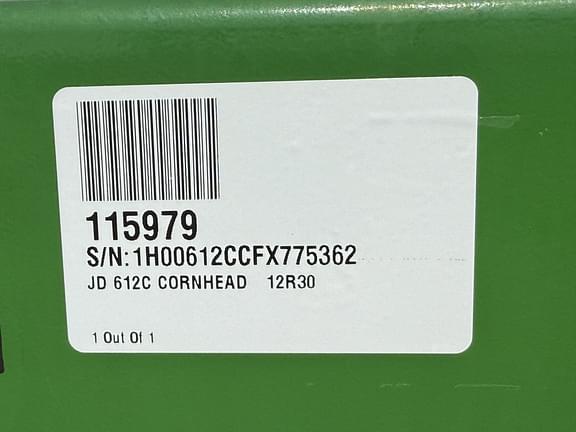 115979
S/N: 1H00612CCFX775362
JD 612C CORNHEAD 12R30
1 Out Of 1